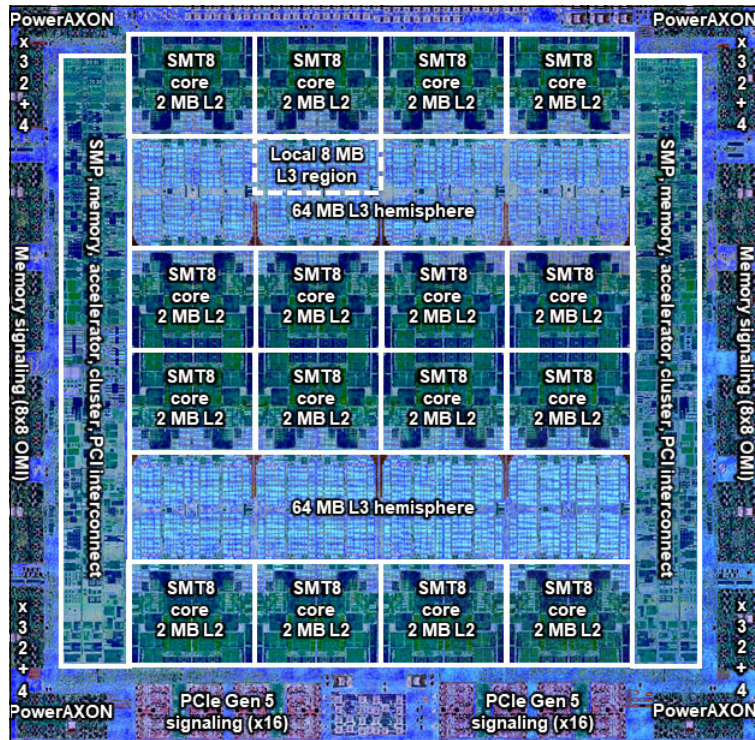 PowerAXON
PowerAXON
x
3
2
+
4
x
3
2
+
4
SMT8
core
2 MB L2
SMT8
core
2 MB L2
SMT8
core
2 MB L2
SMT8
core
2 MB L2
Local 8 MB
L3 region
64 MB L3 hemisphere
SMP, memory, accelerator, cluster, PCI interconnect
SMP, memory, accelerator, cluster, PCI interconnect
Memory signaling (8x8 OMI)
Memory signaling (8x8 OMI)
SMT8
core
2 MB L2
SMT8
core
2 MB L2
SMT8
core
2 MB L2
SMT8
core
2 MB L2
SMT8
core
2 MB L2
SMT8
core
2 MB L2
SMT8
core
2 MB L2
SMT8
core
2 MB L2
64 MB L3 hemisphere
SMT8
core
2 MB L2
SMT8
core
2 MB L2
SMT8
core
2 MB L2
SMT8
core
2 MB L2
x
3
2
+
4
x
3
2
+
4
PowerAXON
PCIe Gen 5
signaling (x16)
PCIe Gen 5
signaling (x16)
PowerAXON